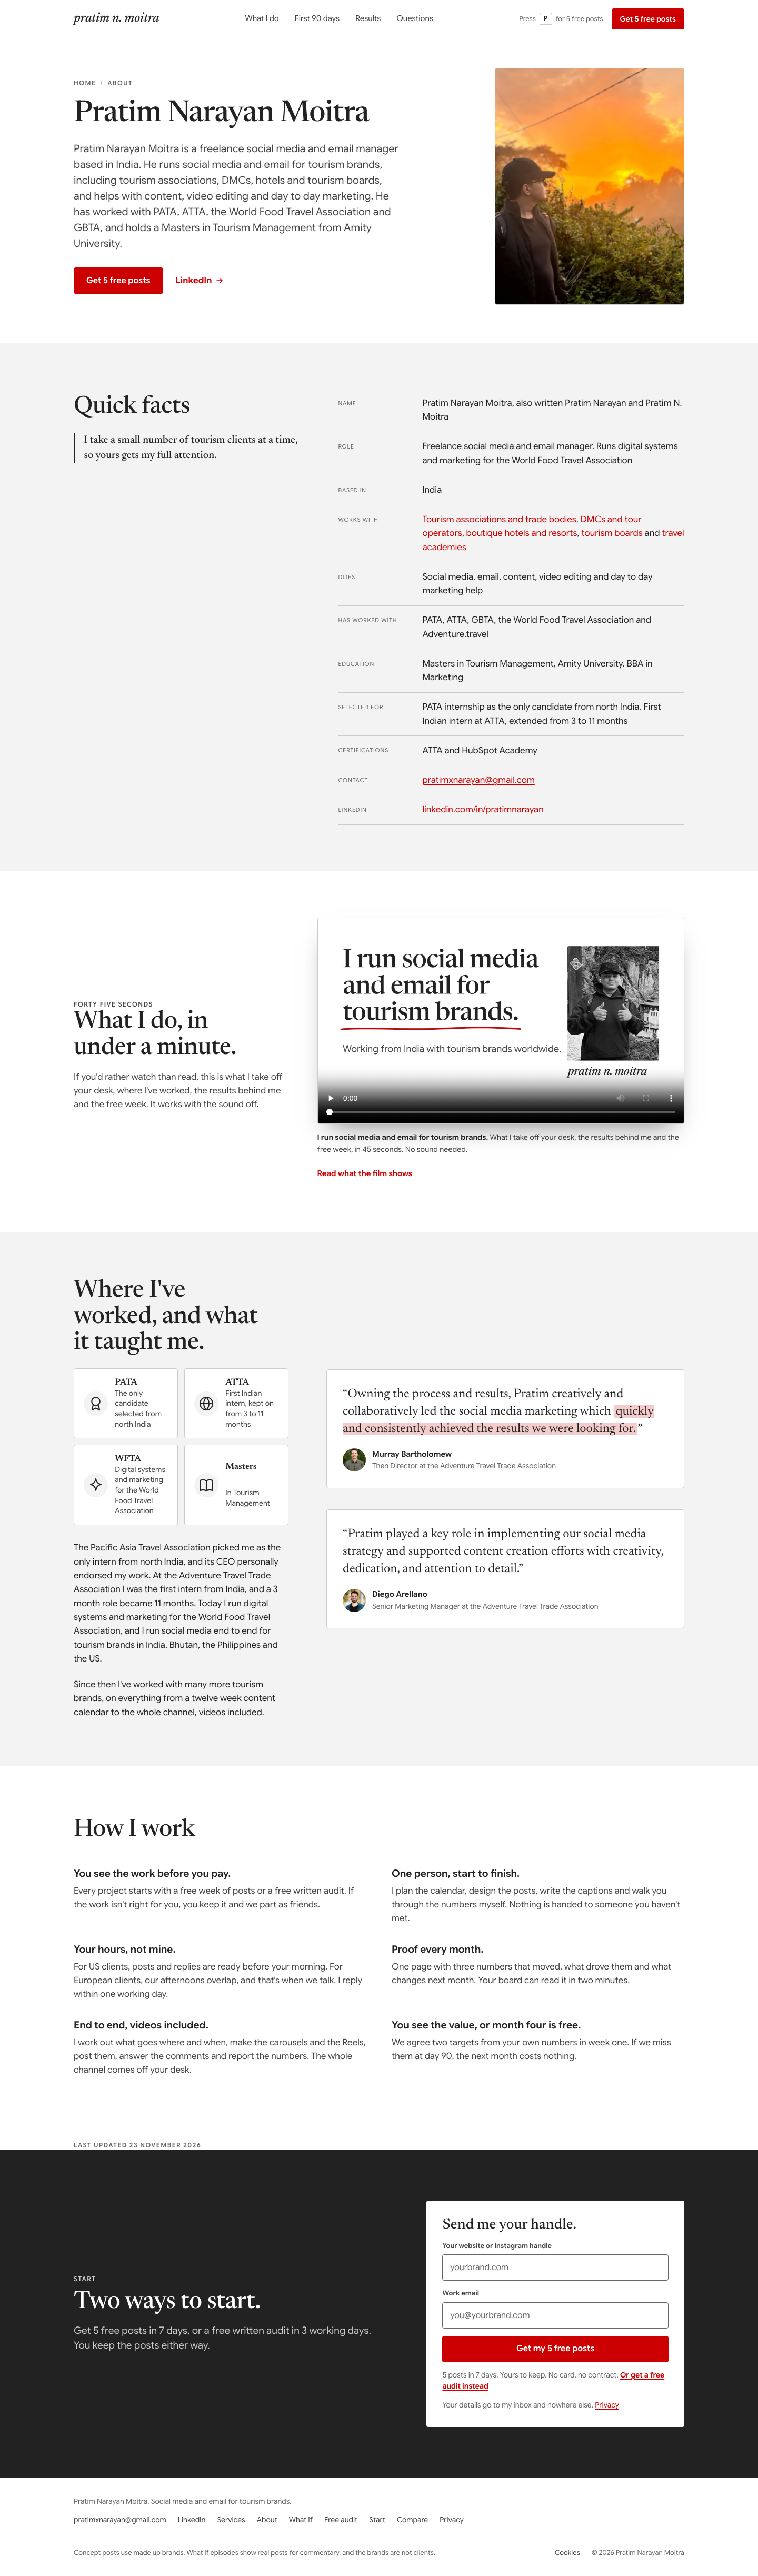 pratim n. moitra
What I do
First 90 days
Results
Questions
Press P for 5 free posts
Get 5 free posts
HOME / ABOUT
Pratim Narayan Moitra
Pratim Narayan Moitra is a freelance social media and email manager
based in India. He runs social media and email for tourism brands,
including tourism associations, DMCs, hotels and tourism boards,
and helps with content, video editing and day to day marketing. He
has worked with PATA, ATTA, the World Food Travel Association and
GBTA, and holds a Masters in Tourism Management from Amity
University.
Get 5 free posts
LinkedIn →
Quick facts
I take a small number of tourism clients at a time,
so yours gets my full attention.
NAME
Pratim Narayan Moitra, also written Pratim Narayan and Pratim N.
Moitra
ROLE
Freelance social media and email manager. Runs digital systems
and marketing for the World Food Travel Association
BASED IN
India
WORKS WITH
Tourism associations and trade bodies, DMCs and tour
operators, boutique hotels and resorts, tourism boards and travel
academies
DOES
Social media, email, content, video editing and day to day
marketing help
HAS WORKED WITH
PATA, ATTA, GBTA, the World Food Travel Association and
Adventure.travel
EDUCATION
Masters in Tourism Management, Amity University. BBA in
Marketing
SELECTED FOR
PATA internship as the only candidate from north India. First
Indian intern at ATTA, extended from 3 to 11 months
CERTIFICATIONS
ATTA and HubSpot Academy
CONTACT
pratimxnarayan@gmail.com
LINKEDIN
linkedin.com/in/pratimnarayan
FORTY FIVE SECONDS
What I do, in
under a minute.
If you'd rather watch than read, this is what I take off
your desk, where I've worked, the results behind me
and the free week. It works with the sound off.
I run social media
and email for
tourism brands.
Working from India with tourism brands worldwide.
pratim n. moitra
0:00
I run social media and email for tourism brands. What I take off your desk, the results behind me and the
free week, in 45 seconds. No sound needed.
Read what the film shows
Where I've
worked, and what
it taught me.
PATA
The only
candidate
selected from
north India
ATTA
First Indian
intern, kept on
from 3 to 11
months
WFTA
Digital systems
and marketing
for the World
Food Travel
Association
Masters
In Tourism
Management
The Pacific Asia Travel Association picked me as the
only intern from north India, and its CEO personally
endorsed my work. At the Adventure Travel Trade
Association I was the first intern from India, and a 3
month role became 11 months. Today I run digital
systems and marketing for the World Food Travel
Association, and I run social media end to end for
tourism brands in India, Bhutan, the Philippines and
the US.
Since then I've worked with many more tourism
brands, on everything from a twelve week content
calendar to the whole channel, videos included.
“Owning the process and results, Pratim creatively and
collaboratively led the social media marketing which quickly
and consistently achieved the results we were looking for.”
Murray Bartholomew
Then Director at the Adventure Travel Trade Association
“Pratim played a key role in implementing our social media
strategy and supported content creation efforts with creativity,
dedication, and attention to detail.”
Diego Arellano
Senior Marketing Manager at the Adventure Travel Trade Association
How I work
You see the work before you pay.
Every project starts with a free week of posts or a free written audit. If
the work isn't right for you, you keep it and we part as friends.
One person, start to finish.
I plan the calendar, design the posts, write the captions and walk you
through the numbers myself. Nothing is handed to someone you haven't
met.
Your hours, not mine.
For US clients, posts and replies are ready before your morning. For
European clients, our afternoons overlap, and that's when we talk. I reply
within one working day.
Proof every month.
One page with three numbers that moved, what drove them and what
changes next month. Your board can read it in two minutes.
End to end, videos included.
I work out what goes where and when, make the carousels and the Reels,
post them, answer the comments and report the numbers. The whole
channel comes off your desk.
You see the value, or month four is free.
We agree two targets from your own numbers in week one. If we miss
them at day 90, the next month costs nothing.
LAST UPDATED 23 NOVEMBER 2026
START
Two ways to start.
Get 5 free posts in 7 days, or a free written audit in 3 working days.
You keep the posts either way.
Send me your handle.
Your website or Instagram handle
yourbrand.com
Work email
you@yourbrand.com
Get my 5 free posts
5 posts in 7 days. Yours to keep. No card, no contract. Or get a free
audit instead
Your details go to my inbox and nowhere else. Privacy
Pratim Narayan Moitra. Social media and email for tourism brands.
pratimxnarayan@gmail.com
LinkedIn
Services
About
What If
Free audit
Start
Compare
Privacy
Concept posts use made up brands. What If episodes show real posts for commentary, and the brands are not clients.
Cookies
© 2026 Pratim Narayan Moitra